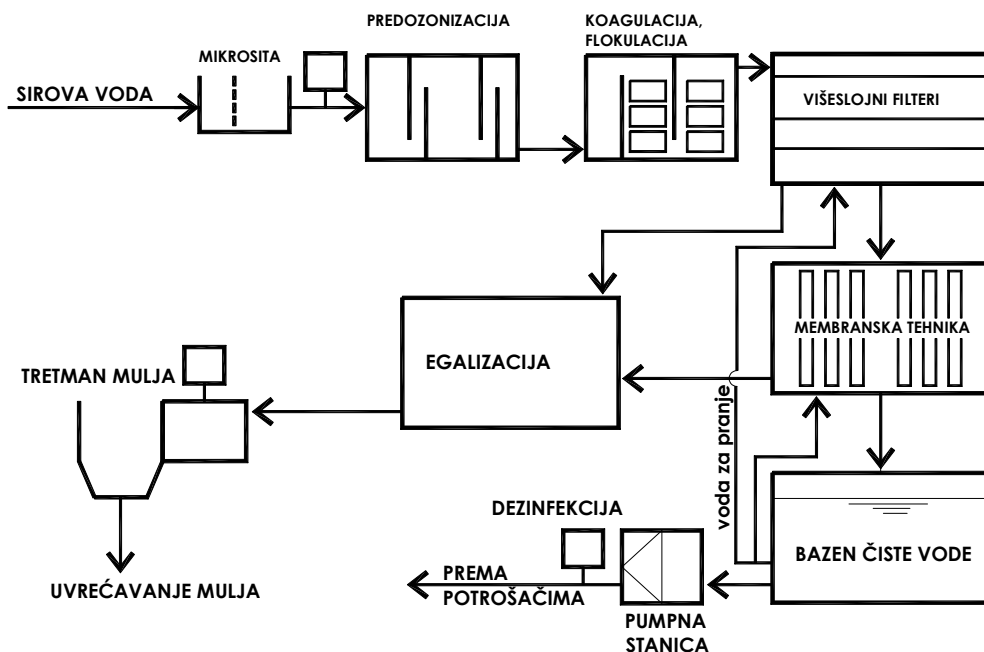 PREDOZONIZACIJA
KOAGULACIJA,
FLOKULACIJA
MIKROSITA
SIROVA VODA
VIŠESLOJNI FILTERI
MEMBRANSKA TEHNIKA
EGALIZACIJA
TRETMAN MULJA
voda za pranje
DEZINFEKCIJA
BAZEN ČISTE VODE
UVREĆAVANJE MULJA
PREMA
POTROŠAČIMA
PUMPNA
STANICA